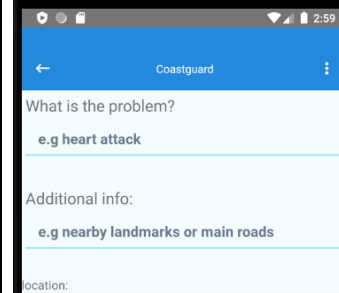 2:59
Coastguard
What is the problem?
e.g heart attack
Additional info:
e.g nearby landmarks or main roads
location: